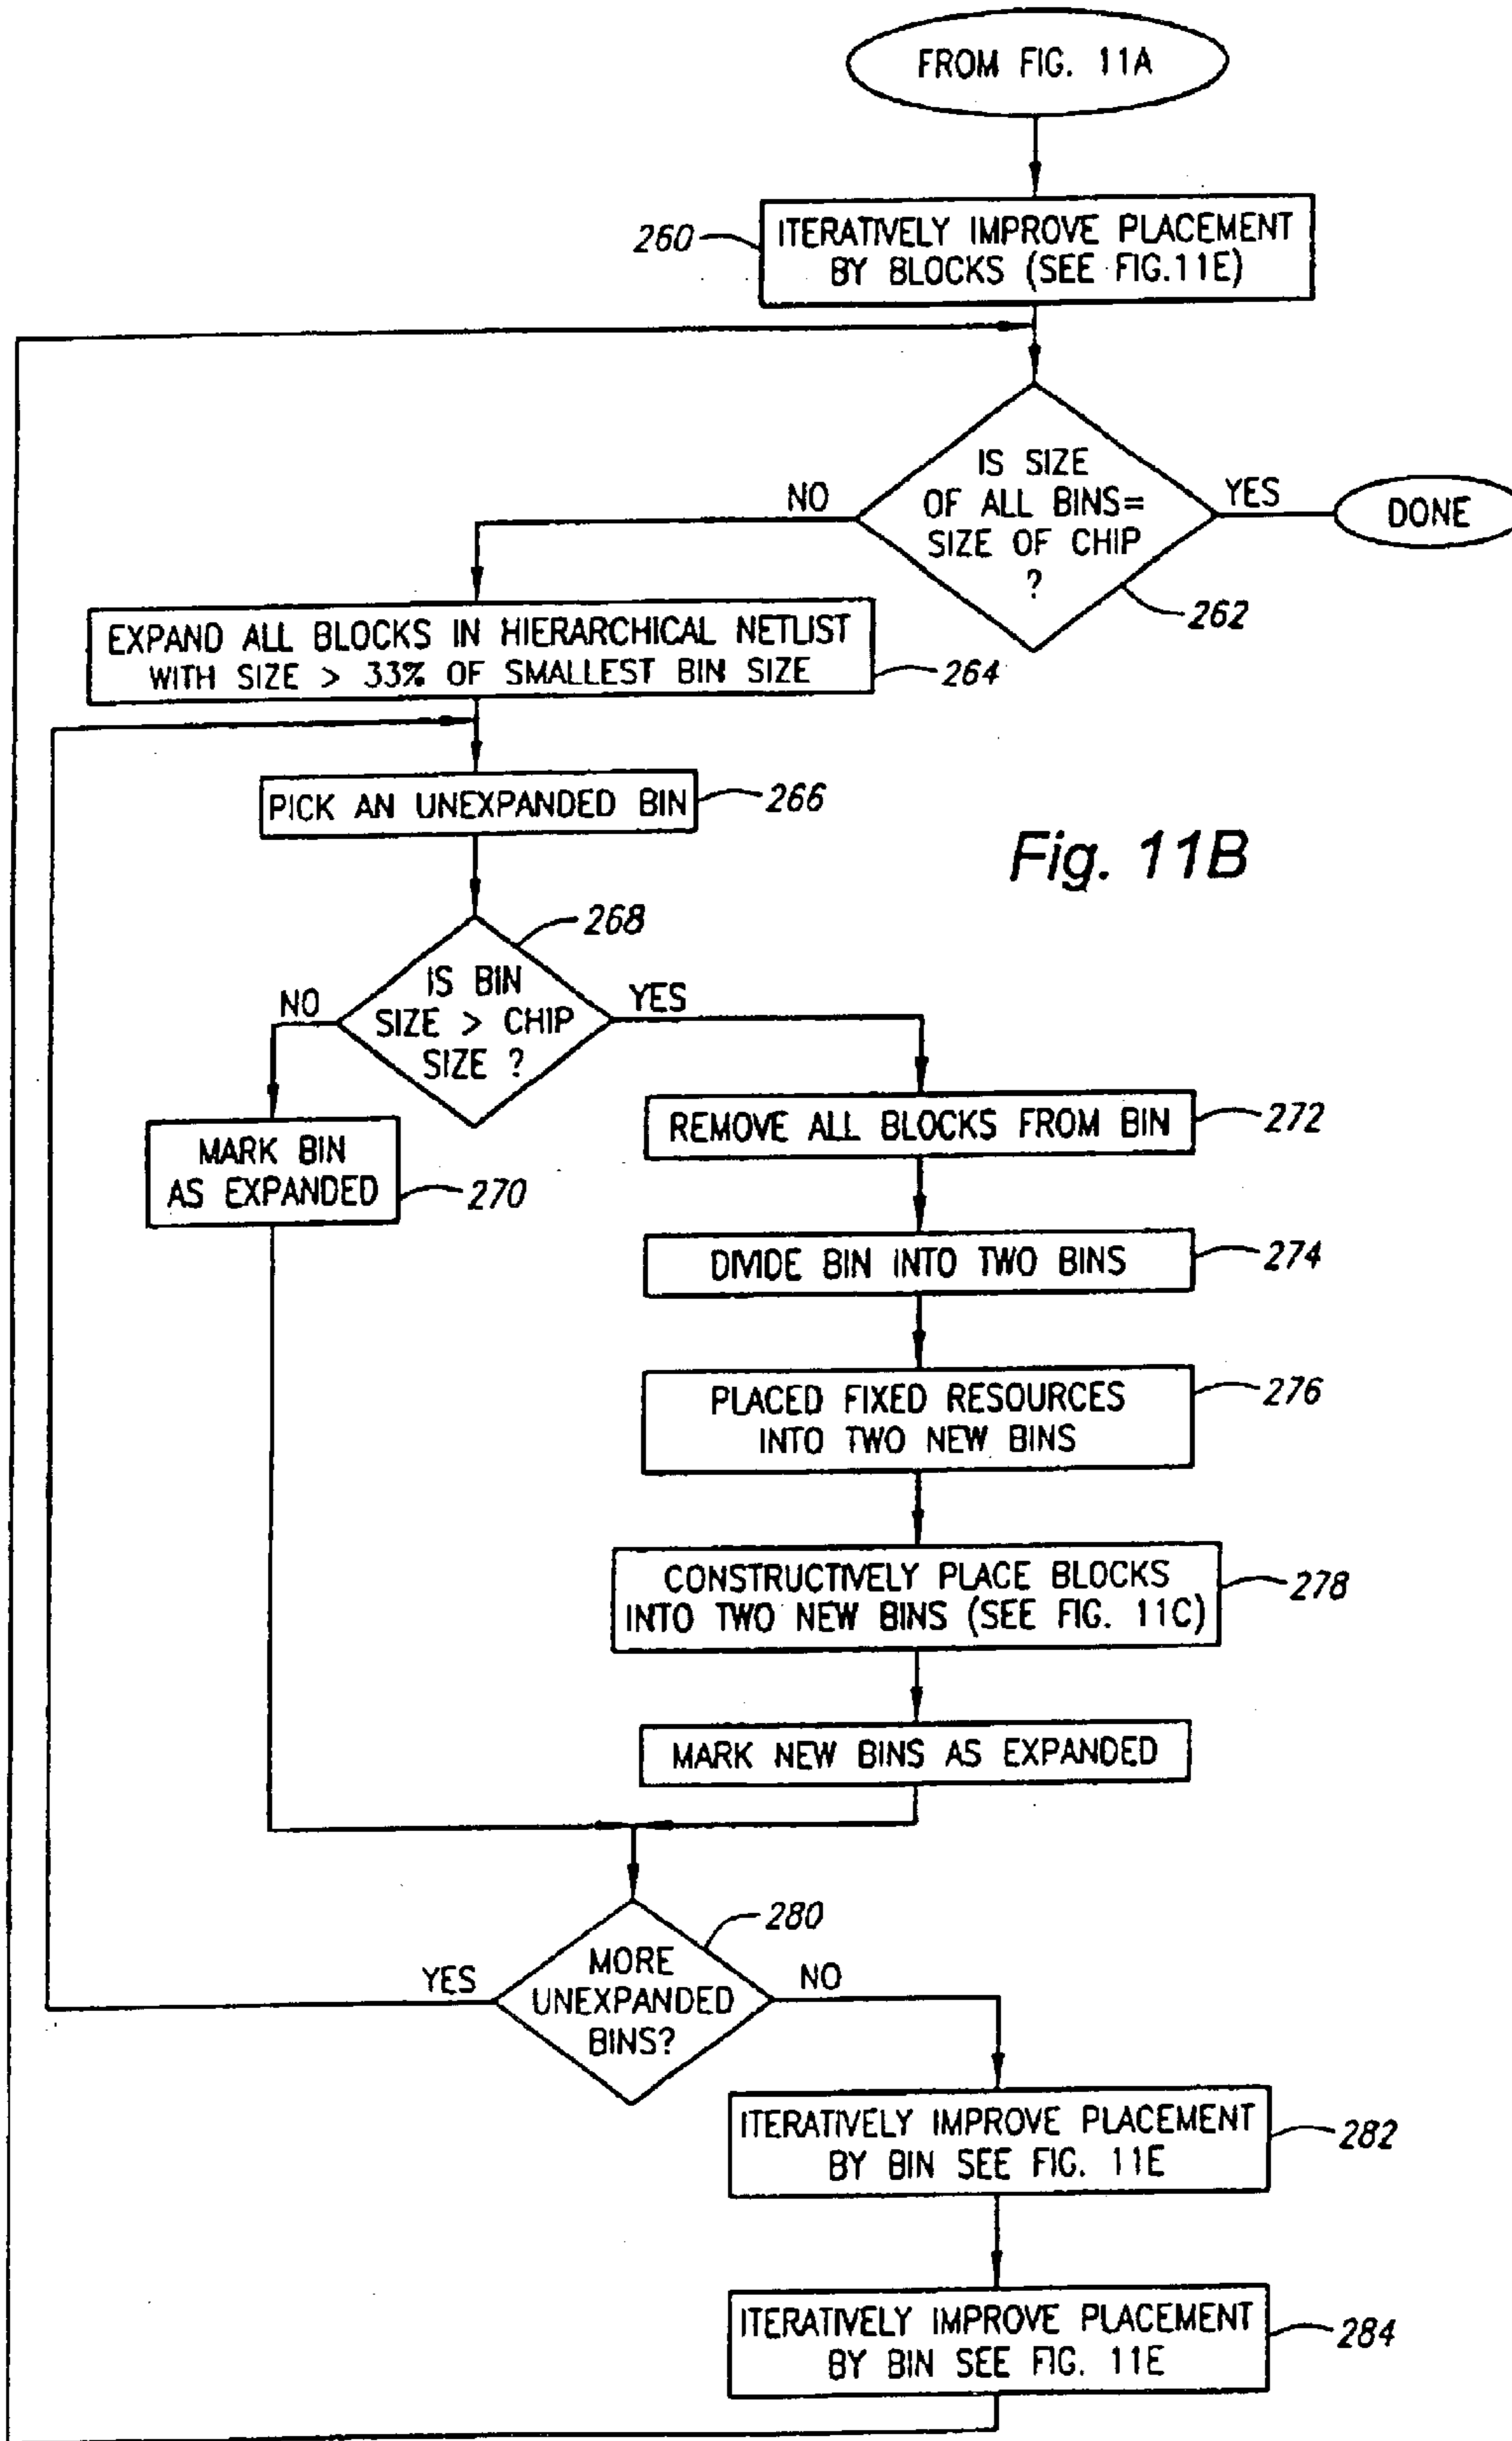 FROM FIG. 11A
260
ITERATIVELY IMPROVE PLACEMENT
BY BLOCKS (SEE FIG.11E)
IS SIZE
OF ALL BINS=
SIZE OF CHIP
?
NO
YES
DONE
262
EXPAND ALL BLOCKS IN HIERARCHICAL NETLIST
WITH SIZE > 33% OF SMALLEST BIN SIZE
264
PICK AN UNEXPANDED BIN
266
Fig. 11B
268
IS BIN
SIZE > CHIP
SIZE ?
NO
YES
MARK BIN
AS EXPANDED
270
REMOVE ALL BLOCKS FROM BIN
272
DIVIDE BIN INTO TWO BINS
274
PLACED FIXED RESOURCES
INTO TWO NEW BINS
276
CONSTRUCTIVELY PLACE BLOCKS
INTO TWO NEW BINS (SEE FIG. 11C)
278
MARK NEW BINS AS EXPANDED
280
MORE
UNEXPANDED
BINS?
YES
NO
ITERATIVELY IMPROVE PLACEMENT
BY BIN SEE FIG. 11E
282
ITERATIVELY IMPROVE PLACEMENT
BY BIN SEE FIG. 11E
284